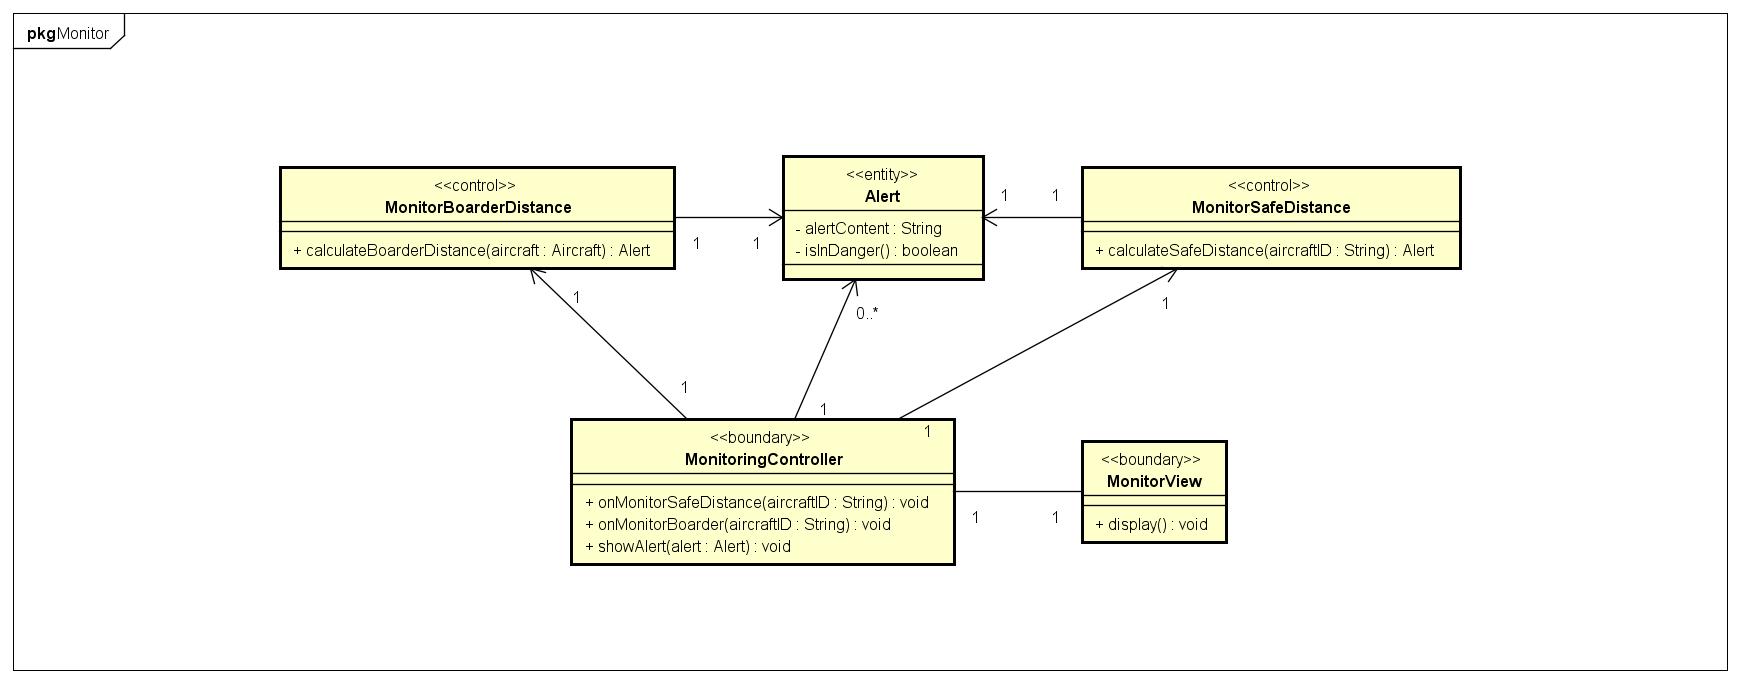 pkgMonitor
<<control>>
MonitorBoarderDistance
+ calculateBoarderDistance(aircraft : Aircraft) : Alert
<<entity>>
Alert
- alertContent : String
- isInDanger() : boolean
<<control>>
MonitorSafeDistance
+ calculateSafeDistance(aircraftID : String) : Alert
1
1
1
1
1
1
0..*
1
1
1
<<boundary>>
MonitoringController
+ onMonitorSafeDistance(aircraftID : String) : void
+ onMonitorBoarder(aircraftID : String) : void
+ showAlert(alert : Alert) : void
1
1
<<boundary>>
MonitorView
+ display() : void